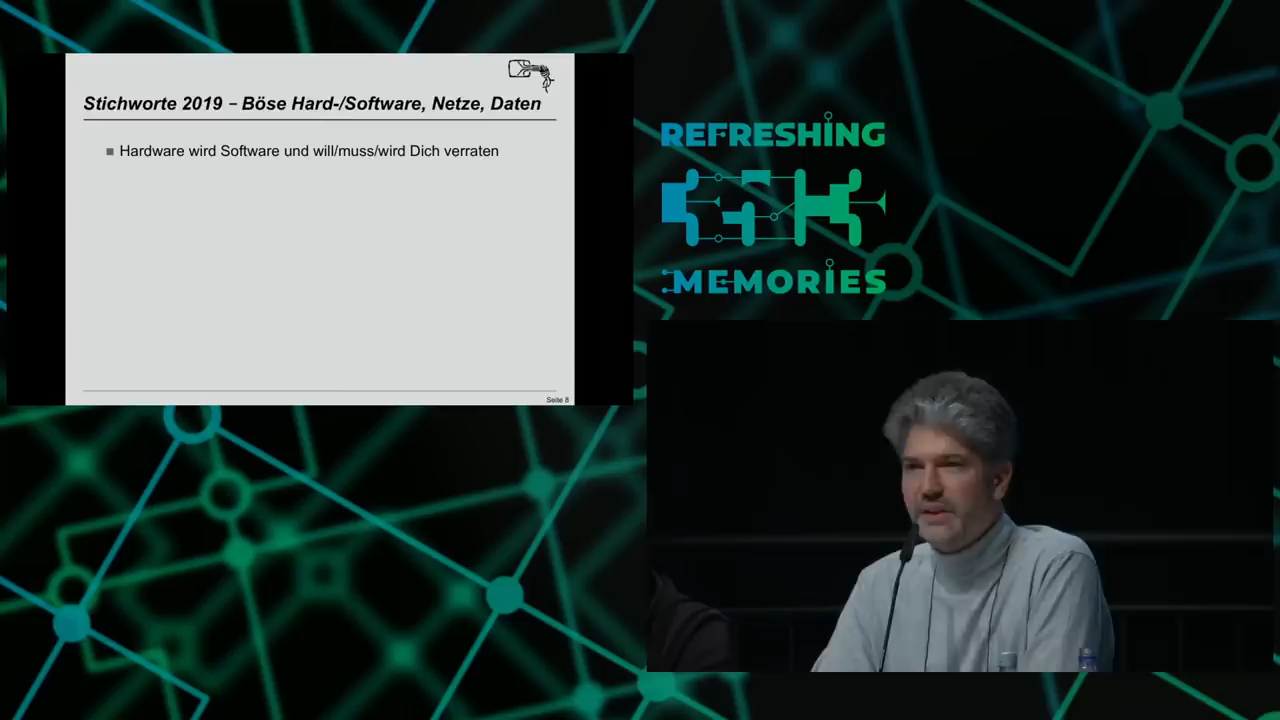 Stichworte 2019 – Böse Hard-/Software, Netze, Daten
Hardware wird Software und will/muss/wird Dich verraten
Seite 8
REFRESHING
MEMORIES